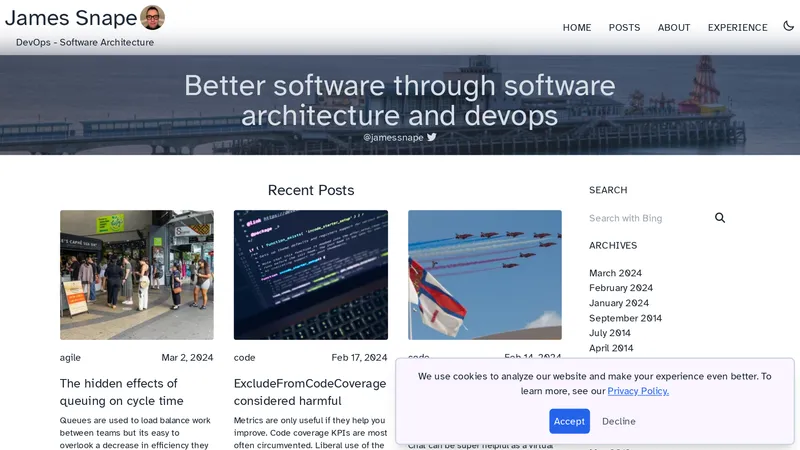 James Snape
DevOps - Software Architecture
HOME
POSTS
ABOUT
EXPERIENCE
Better software through software
architecture and devops
@jamessnape
Recent Posts
agile
Mar 2, 2024
The hidden effects of
queuing on cycle time
Queues are used to load balance work
between teams but its easy to
overlook a decrease in efficiency they
code
Feb 17, 2024
ExcludeFromCodeCoverage
considered harmful
Metrics are only useful if they help you
improve. Code coverage KPIs are most
often circumvented. Liberal use of the
code
Feb 14, 2024
Chat can be super helpful as a virtual
SEARCH
Search with Bing
ARCHIVES
March 2024
February 2024
January 2024
September 2014
July 2014
April 2014
We use cookies to analyze our website and make your experience even better. To
learn more, see our Privacy Policy.
Accept
Decline